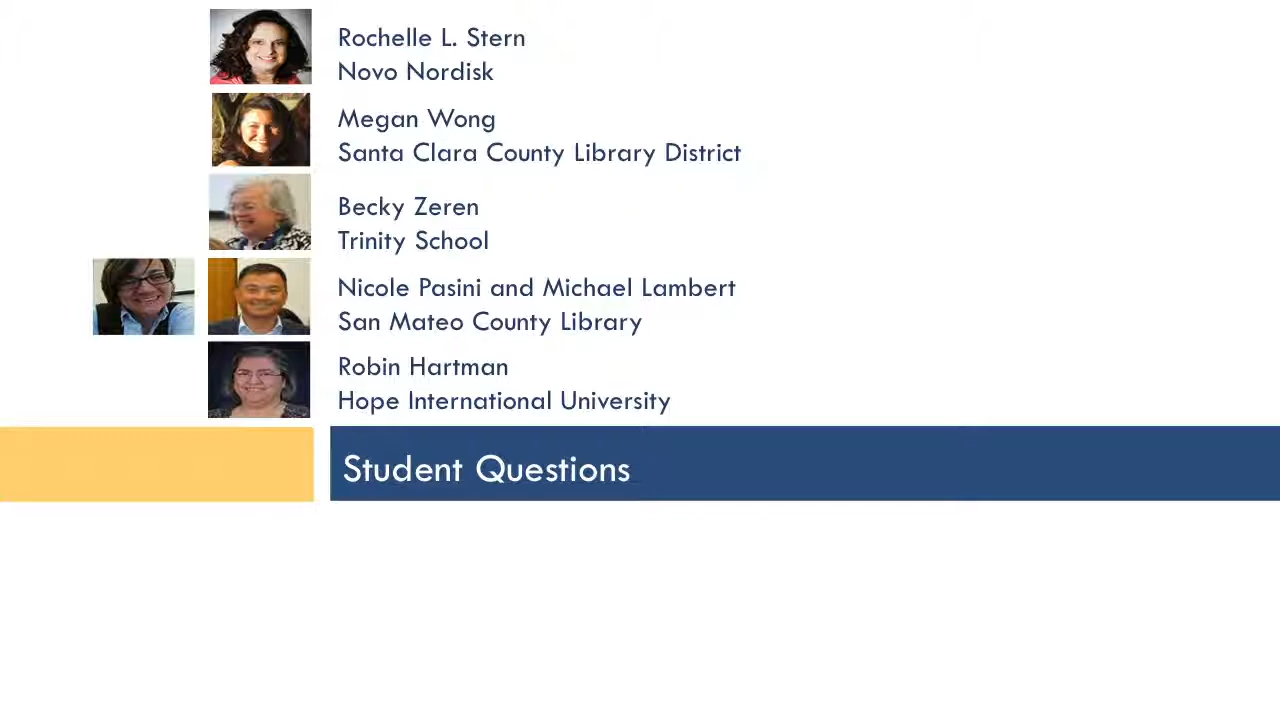 Rochelle L. Stern
Novo Nordisk
Megan Wong
Santa Clara County Library District
Becky Zeren
Trinity School
Nicole Pasini and Michael Lambert
San Mateo County Library
Robin Hartman
Hope International University
Student Questions